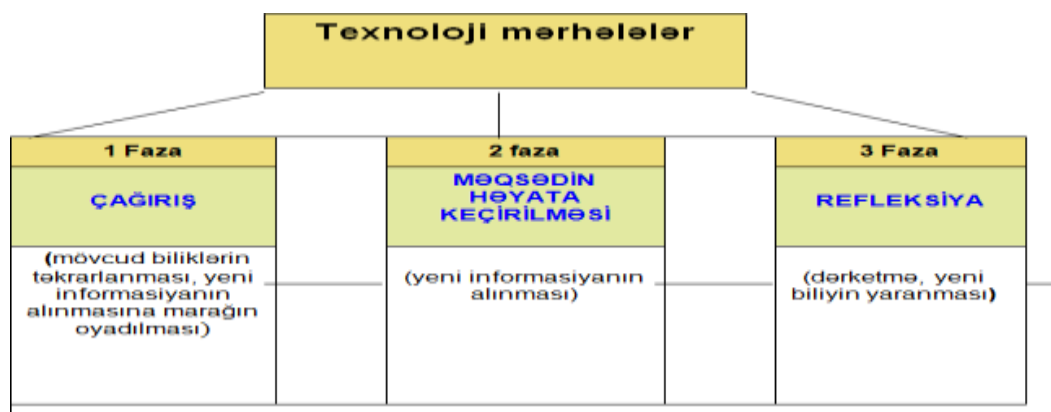 Texnoloji mərhələlər
1 Faza
ÇAĞIRIŞ
(mövcud biliklərin
təkrarlanması, yeni
informasiyanın
alınmasına marağın
oyadılması)
2 faza
MƏQSƏDİN
HƏYATA
KEÇİRİLMƏSİ
(yeni informasiyanın
alınması)
3 Faza
REFLEKSİYA
(dərketmə, yeni
biliyin yaranması)